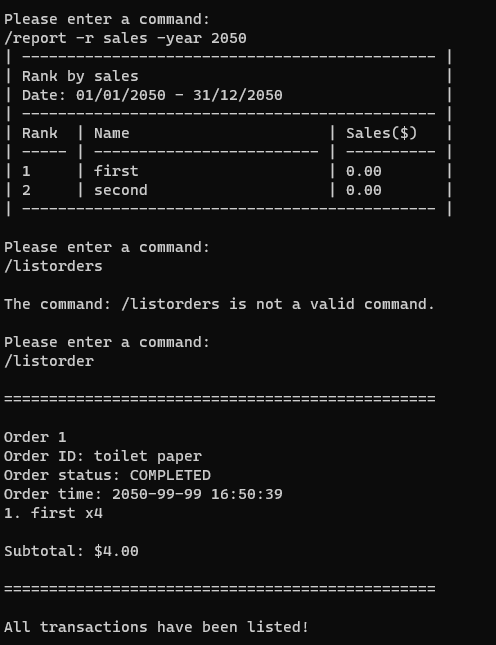 Please enter a command:
/report -r sales -year 2050
| ---------------------------------------------- |
| Rank by sales |
| Date: 01/01/2050 - 31/12/2050 |
| ---------------------------------------------- |
| Rank | Name | Sales($) |
| ----- | ------------------------- | ---------- |
| 1 | first | 0.00 |
| 2 | second | 0.00 |
| ---------------------------------------------- |
Please enter a command:
/listorders
The command: /listorders is not a valid command.
Please enter a command:
/listorder
================================================
Order 1
Order ID: toilet paper
Order status: COMPLETED
Order time: 2050-99-99 16:50:39
1. first x4
Subtotal: $4.00
================================================
All transactions have been listed!